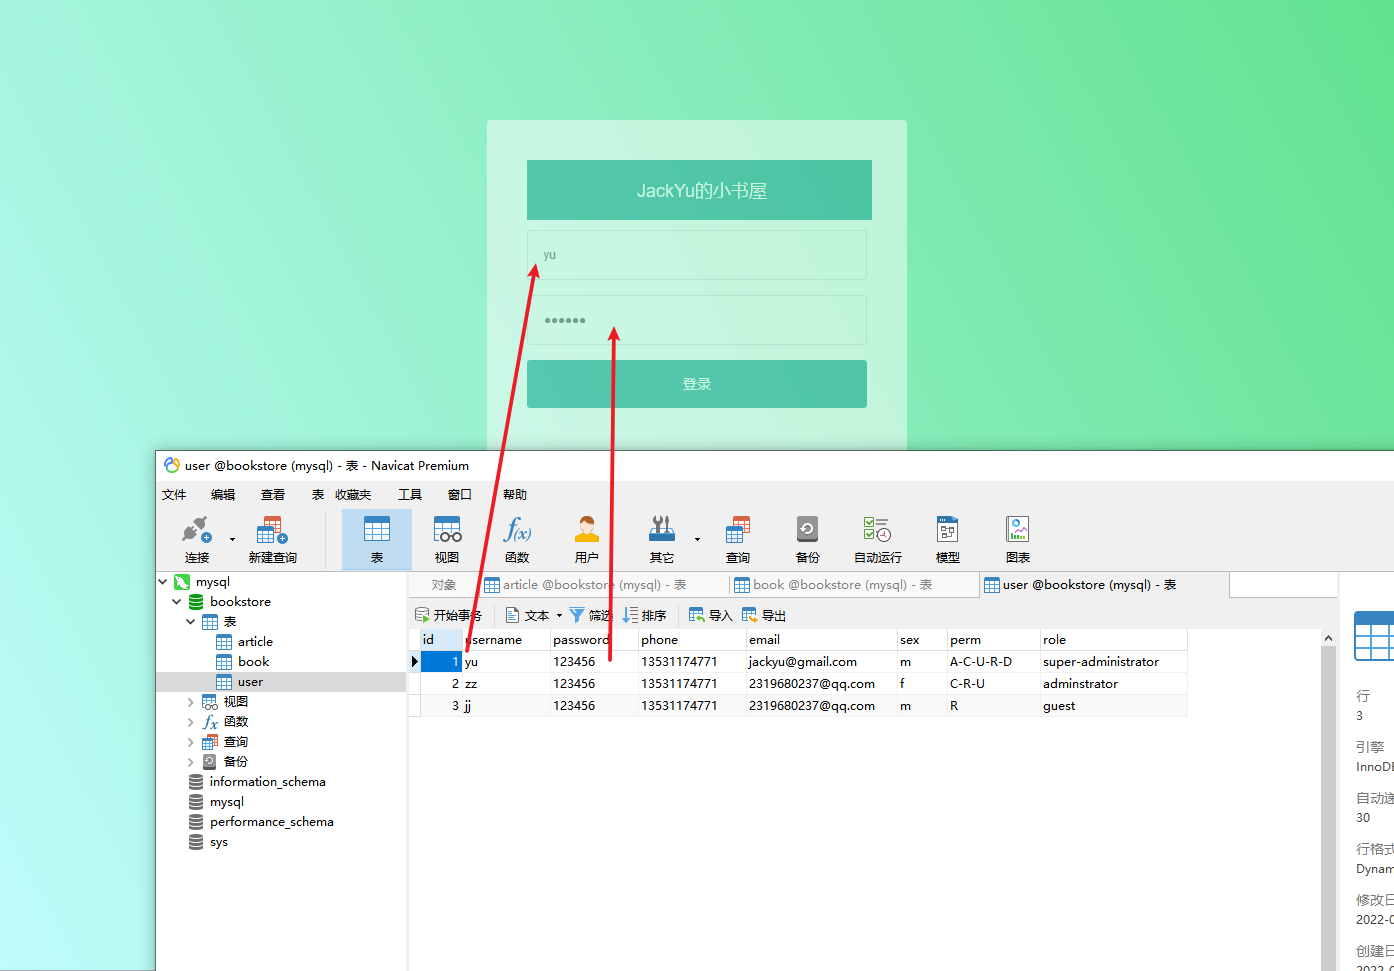 JackYu的小书屋
yu
••••••
登录
user @bookstore (mysql) - 表 - Navicat Premium
文件 编辑 查看 表 收藏夹 工具 窗口 帮助
连接 新建查询 表 视图 函数 用户 其它 查询 备份 自动运行 模型 图表
mysql
bookstore
表
article
book
user
视图
函数
查询
备份
information_schema
mysql
performance_schema
sys
对象 article @bookstore (mysql) - 表 book @bookstore (mysql) - 表 user @bookstore (mysql) - 表
开始事务 文本 筛选 排序 导入 导出
id username password phone email sex perm role
1 yu 123456 13531174771 jackyu@gmail.com m A-C-U-R-D super-administrator
2 zz 123456 13531174771 2319680237@qq.com f C-R-U adminstrator
3 jj 123456 13531174771 2319680237@qq.com m R guest
行
3
引擎
InnoDB
自动递
30
行格式
Dynam
修改日
2022-0
创建日